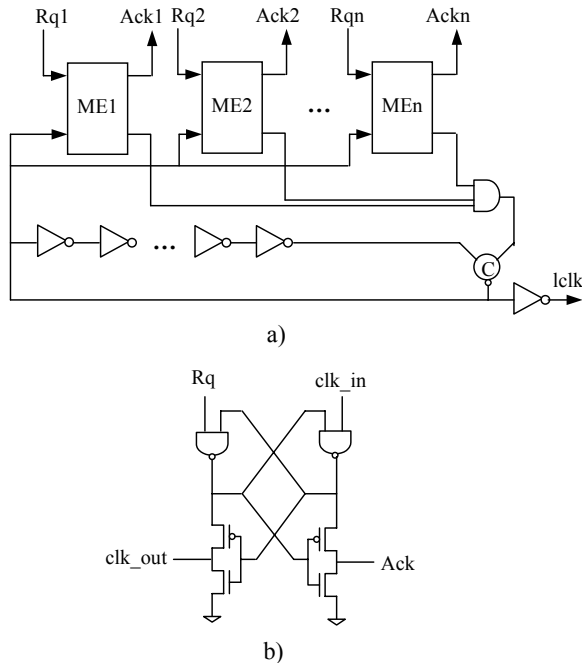 Rq1 Ack1 Rq2 Ack2 Rqn Ackn
ME1 ME2 ... MEn
...
C
lclk
a)
Rq clk_in
clk_out Ack
b)